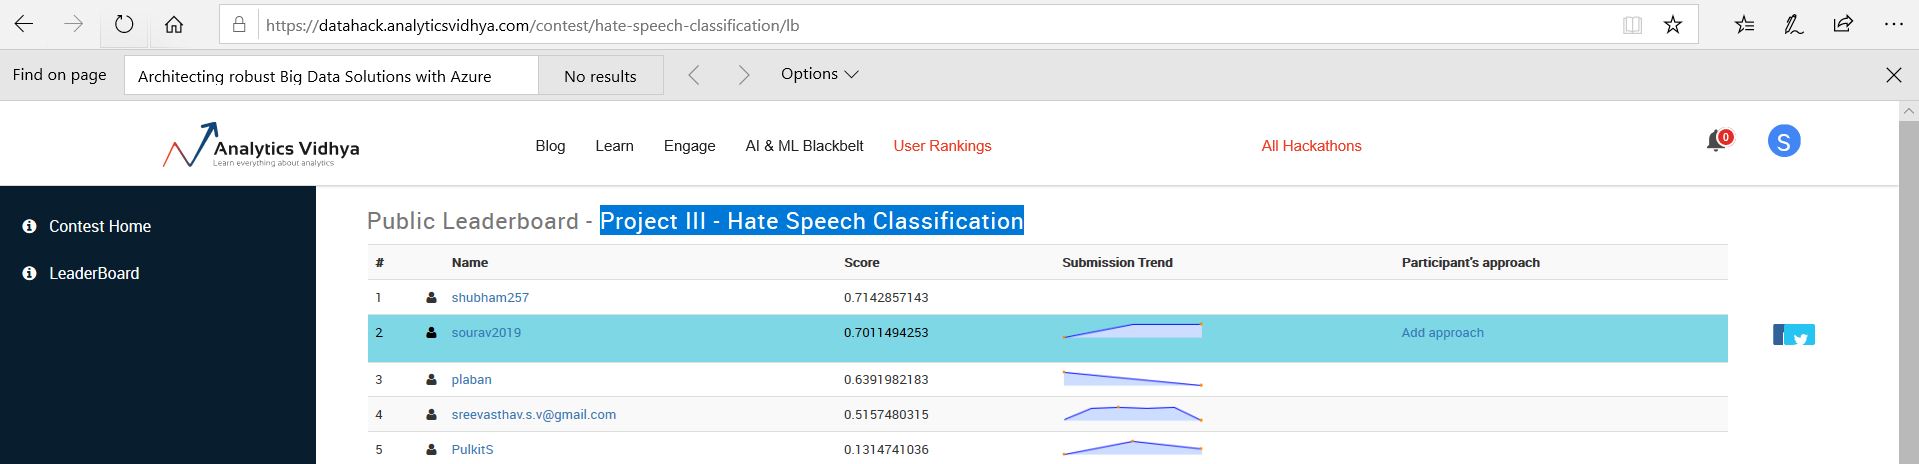 https://datahack.analyticsvidhya.com/contest/hate-speech-classification/lb
Find on page Architecting robust Big Data Solutions with Azure No results Options
Analytics Vidhya
Learn everything about analytics
Blog Learn Engage AI & ML Blackbelt User Rankings All Hackathons 0 S
Contest Home
LeaderBoard
Public Leaderboard - Project III - Hate Speech Classification
# Name Score Submission Trend Participant's approach
1 shubham257 0.7142857143
2 sourav2019 0.7011494253 Add approach
3 plaban 0.6391982183
4 sreevasthav.s.v@gmail.com 0.5157480315
5 PulkitS 0.1314741036